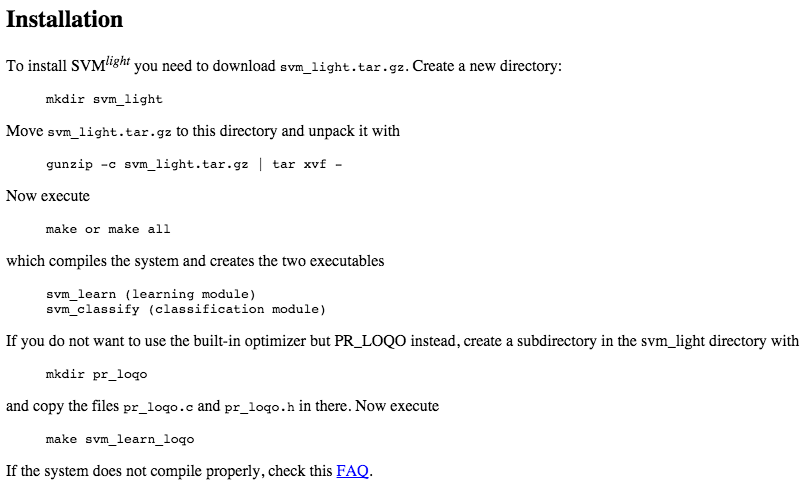 Installation
To install SVMlight you need to download svm_light.tar.gz. Create a new directory:
mkdir svm_light
Move svm_light.tar.gz to this directory and unpack it with
gunzip -c svm_light.tar.gz | tar xvf -
Now execute
make or make all
which compiles the system and creates the two executables
svm_learn (learning module)
svm_classify (classification module)
If you do not want to use the built-in optimizer but PR_LOQO instead, create a subdirectory in the svm_light directory with
mkdir pr_loqo
and copy the files pr_loqo.c and pr_loqo.h in there. Now execute
make svm_learn_loqo
If the system does not compile properly, check this FAQ.